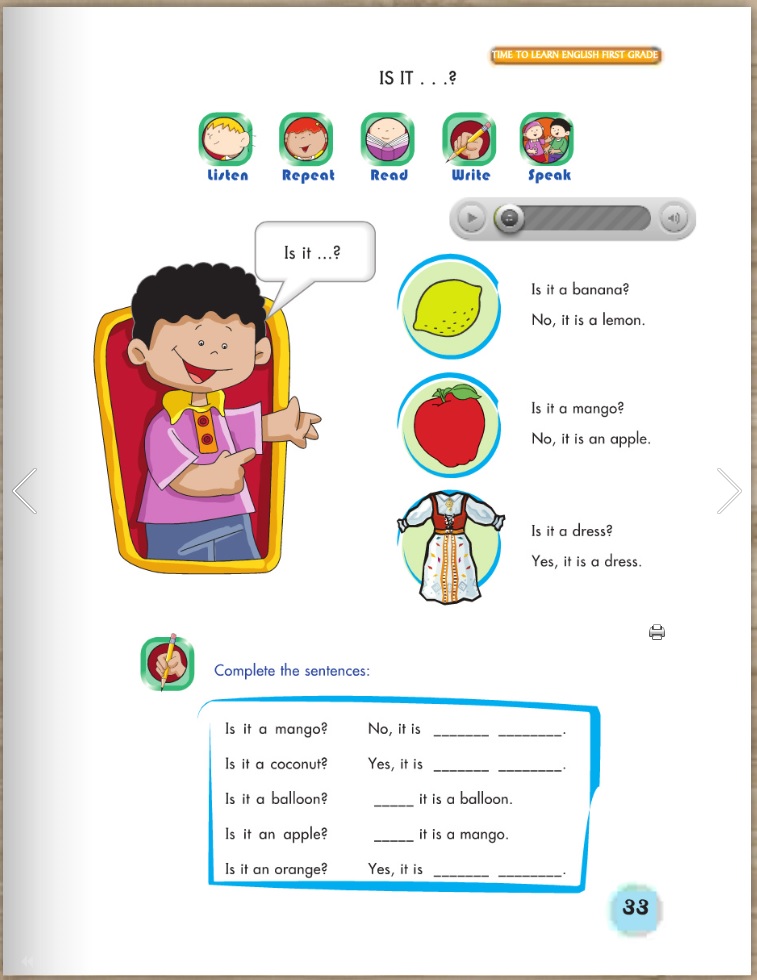 TIME TO LEARN ENGLISH FIRST GRADE
IS IT . . .?
Listen Repeat Read Write Speak
Is it ...?
Is it a banana?
No, it is a lemon.
Is it a mango?
No, it is an apple.
Is it a dress?
Yes, it is a dress.
Complete the sentences:
Is it a mango? No, it is _______ ________.
Is it a coconut? Yes, it is _______ ________.
Is it a balloon? _____ it is a balloon.
Is it an apple? _____ it is a mango.
Is it an orange? Yes, it is _______ ________.
33